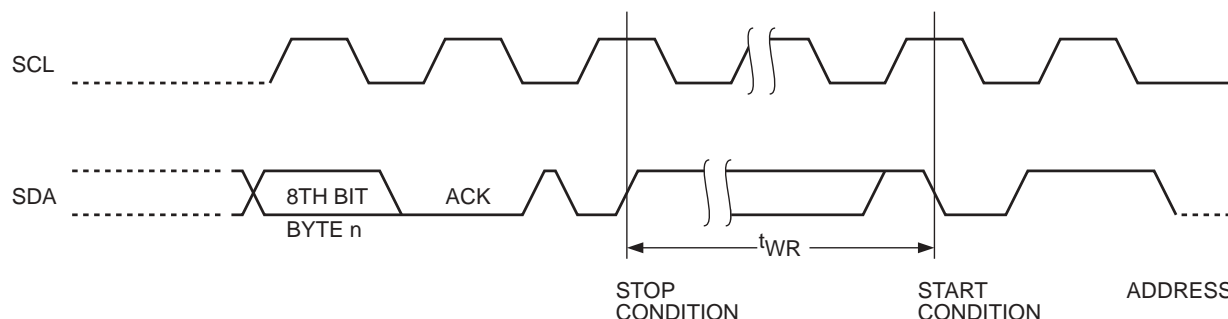 SCL
SDA
8TH BIT
ACK
BYTE n
tWR
STOP
CONDITION
START
CONDITION
ADDRESS